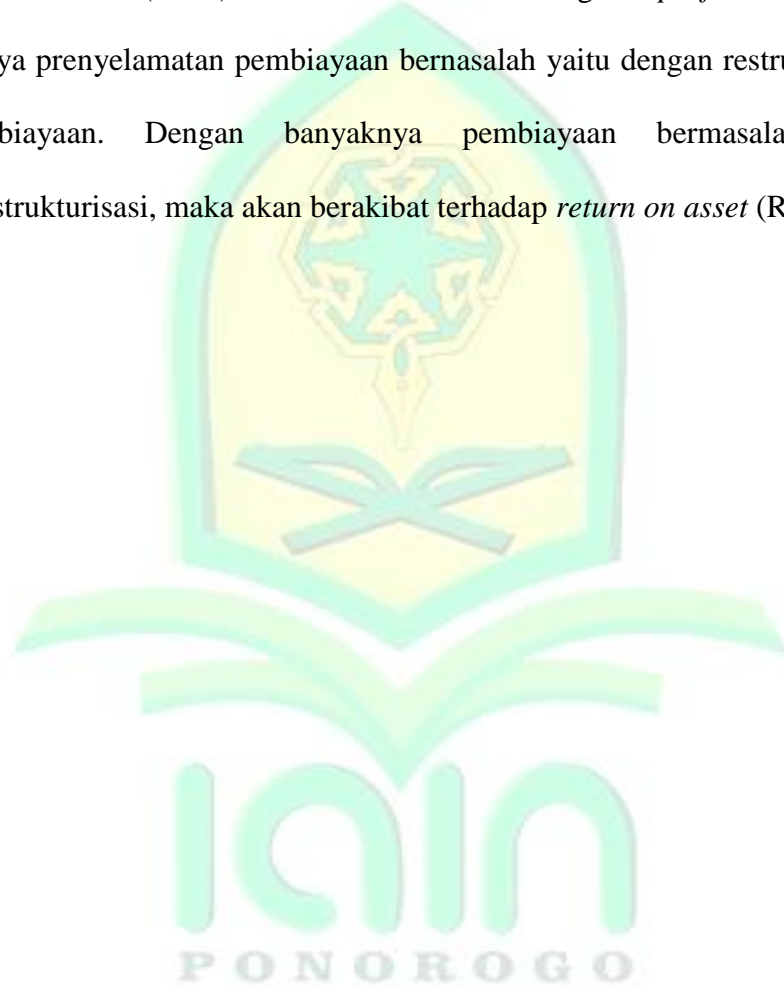 ya prenyelamatan pembiayaan bernasalah yaitu dengan restru
biayaan. Dengan banyaknya pembiayaan bermasala
strukturisasi, maka akan berakibat terhadap return on asset (R
iain
PONOROGO